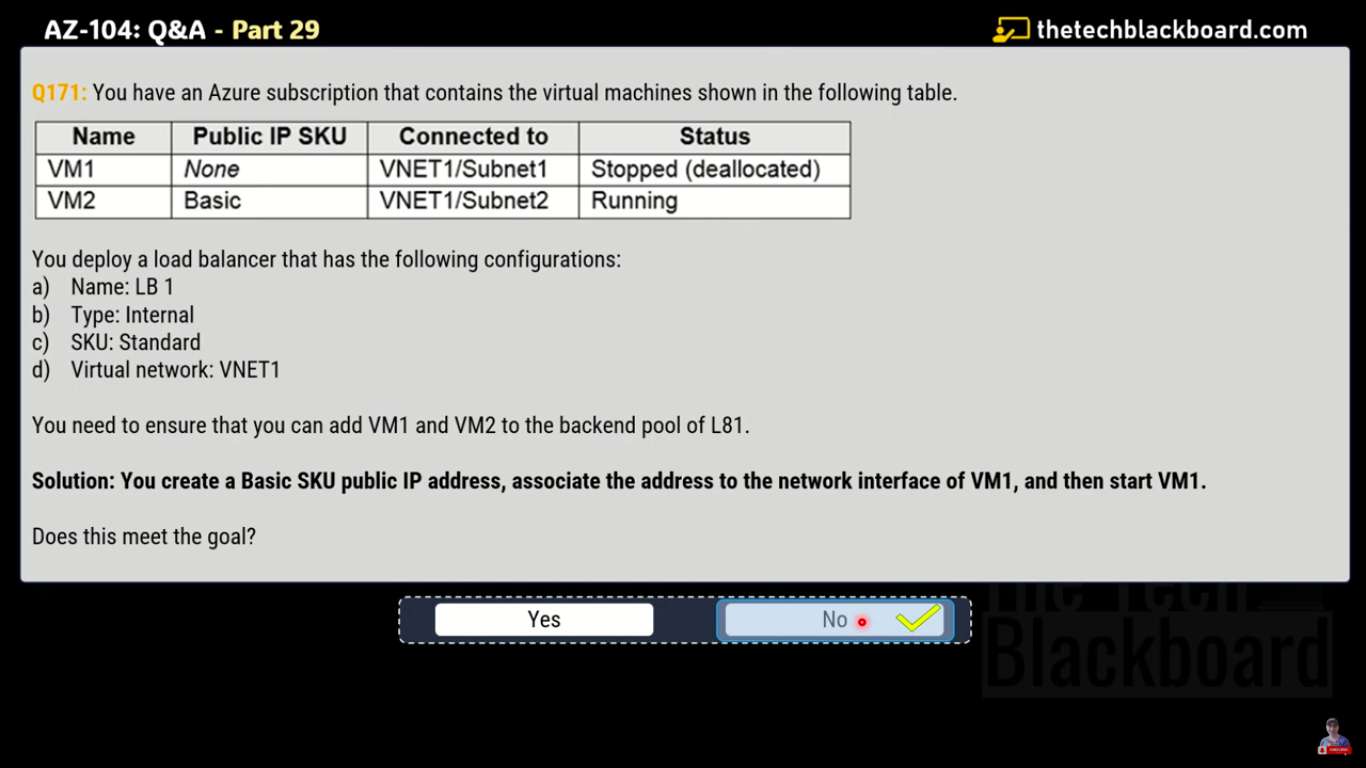 AZ-104: Q&A - Part 29
thetechblackboard.com
Q171: You have an Azure subscription that contains the virtual machines shown in the following table.
Name Public IP SKU Connected to Status
VM1 None VNET1/Subnet1 Stopped (deallocated)
VM2 Basic VNET1/Subnet2 Running
You deploy a load balancer that has the following configurations:
a) Name: LB 1
b) Type: Internal
c) SKU: Standard
d) Virtual network: VNET1
You need to ensure that you can add VM1 and VM2 to the backend pool of L81.
Solution: You create a Basic SKU public IP address, associate the address to the network interface of VM1, and then start VM1.
Does this meet the goal?
Yes No
The Tech
Blackboard